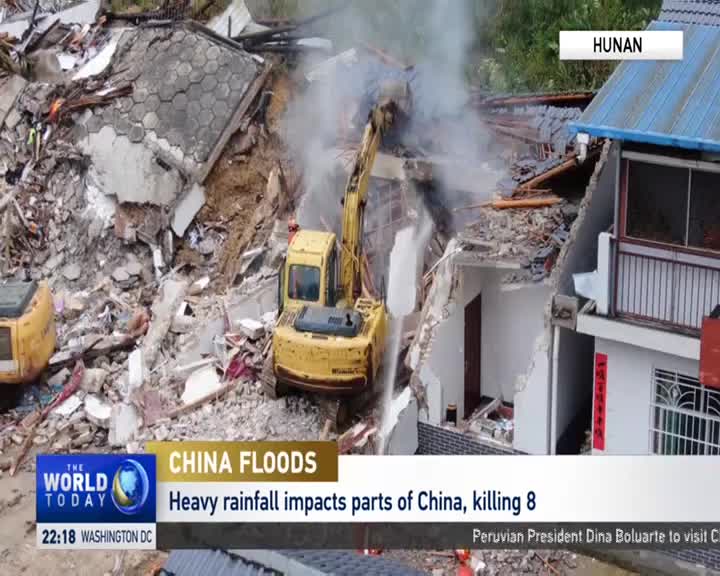 HUNAN
CHINA FLOODS
THE
WORLD
TODAY
Heavy rainfall impacts parts of China, killing 8
22:18 WASHINGTON DC
Peruvian President Dina Boluarte to visit C